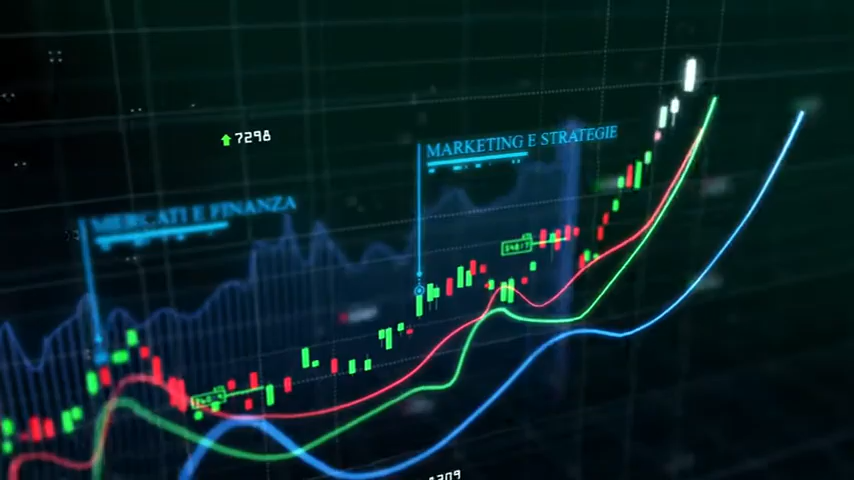 7298
MARKETING E STRATEGIE
MERCATI E FINANZA